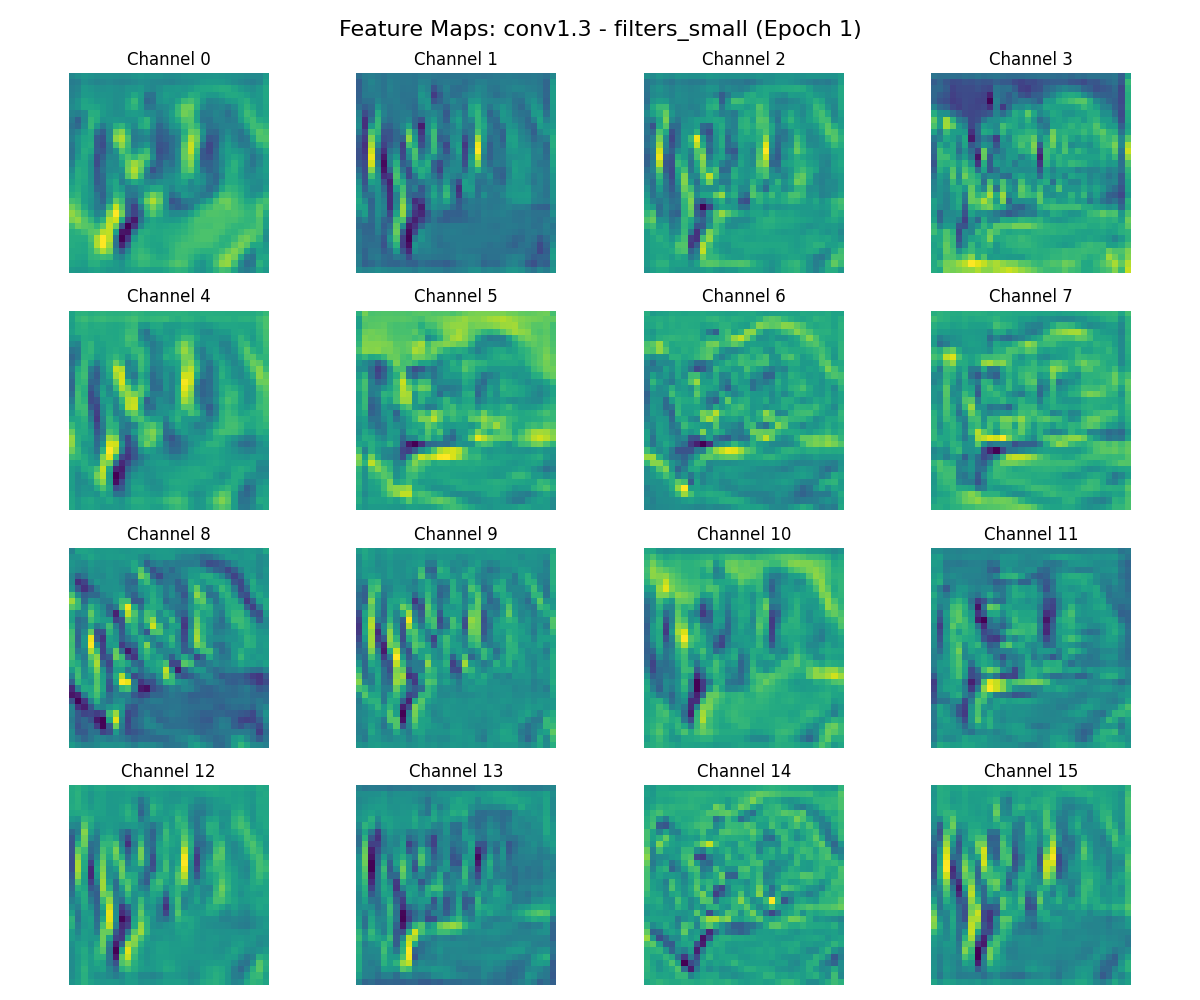 Feature Maps: conv1.3 - filters_small (Epoch 1)
Channel 0
Channel 1
Channel 2
Channel 3
Channel 4
Channel 5
Channel 6
Channel 7
Channel 8
Channel 9
Channel 10
Channel 11
Channel 12
Channel 13
Channel 14
Channel 15